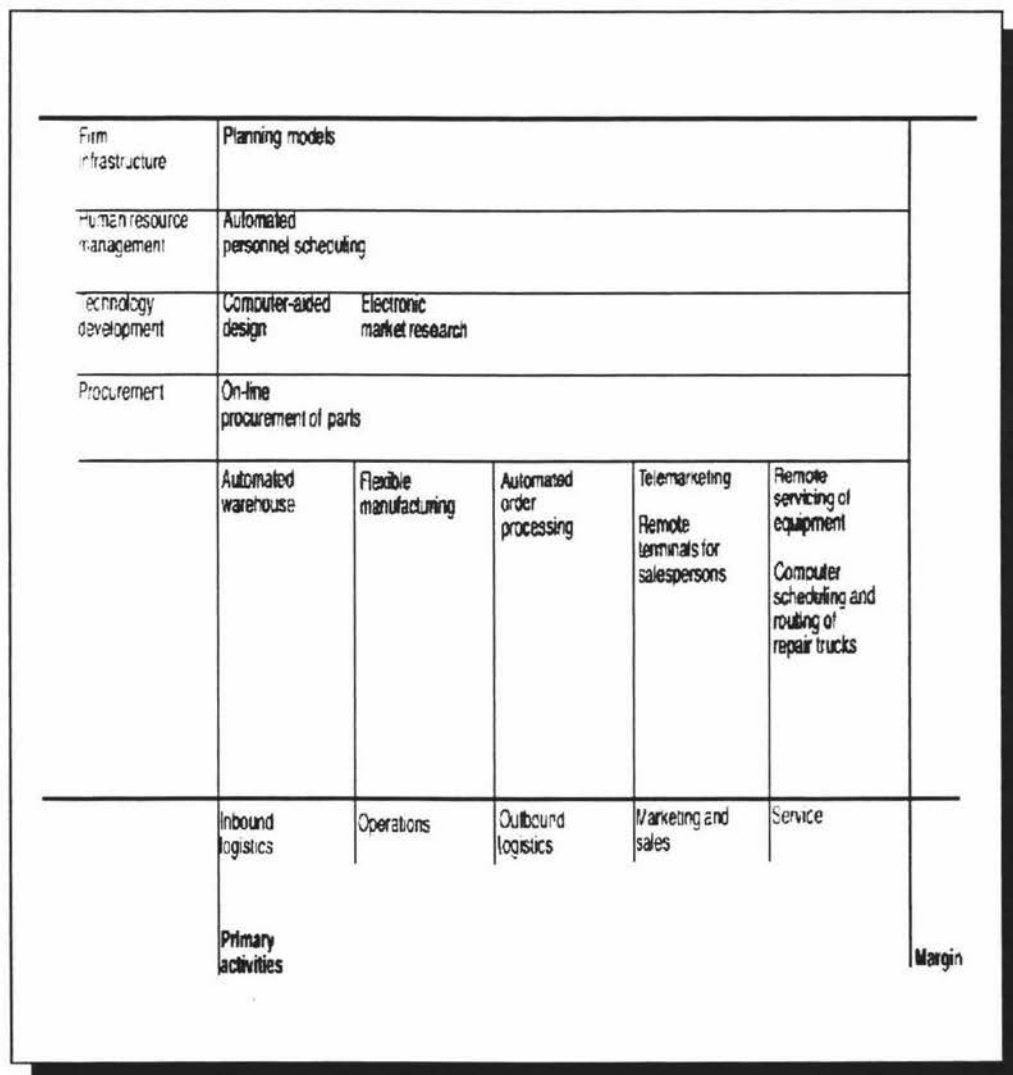 Firm
infrastructure
Planning models
Human resource
management
Automated
personnel scheduling
Technology
development
Computer-aided
design
Electronic
market research
Procurement
On-line
procurement of parts
Automated
warehouse
Flexible
manufacturing
Automated
order
processing
Telemarketing
Remote
terminals for
salespersons
Remote
servicing of
equipment
Computer
scheduling and
routing of
repair trucks
Inbound
logistics
Operations
Outbound
logistics
Marketing and
sales
Service
Primary
activities
Margin